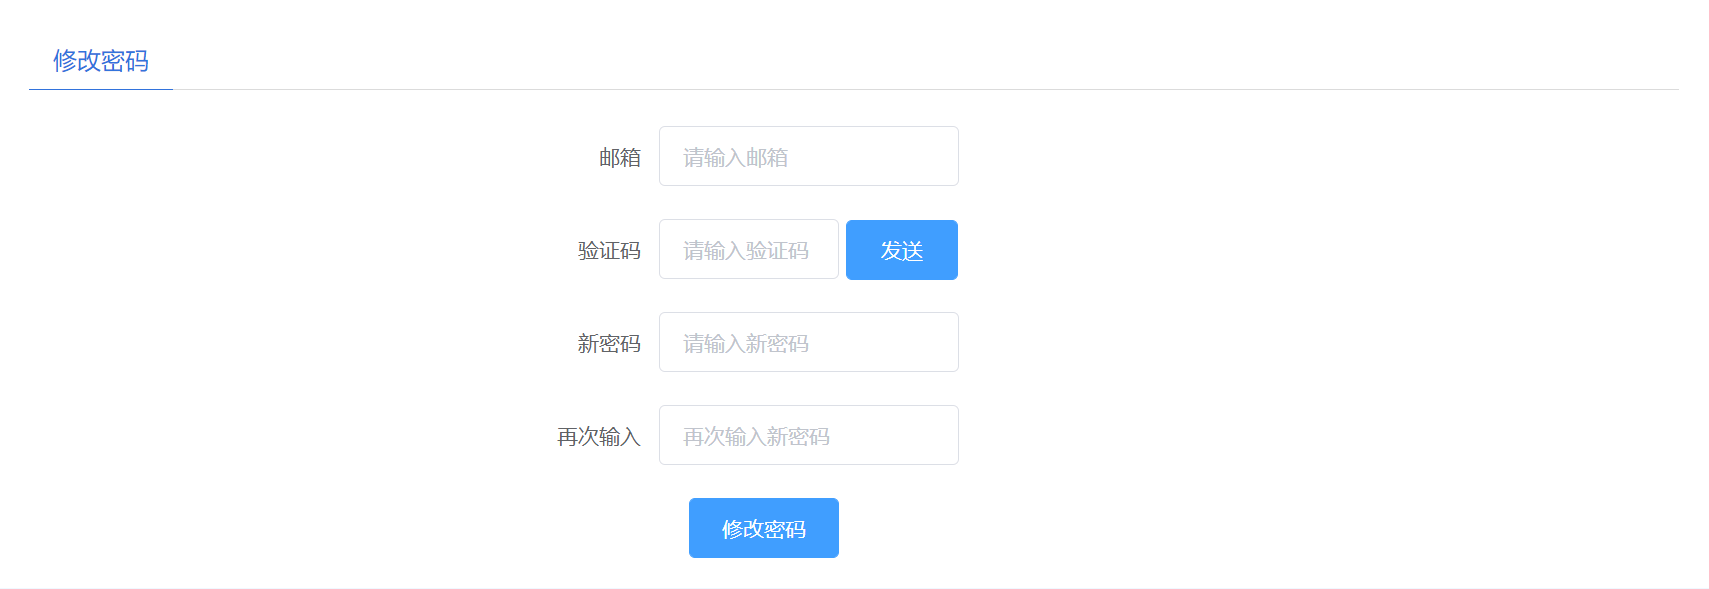 修改密码
邮箱 请输入邮箱
验证码 请输入验证码 发送
新密码 请输入新密码
再次输入 再次输入新密码
修改密码